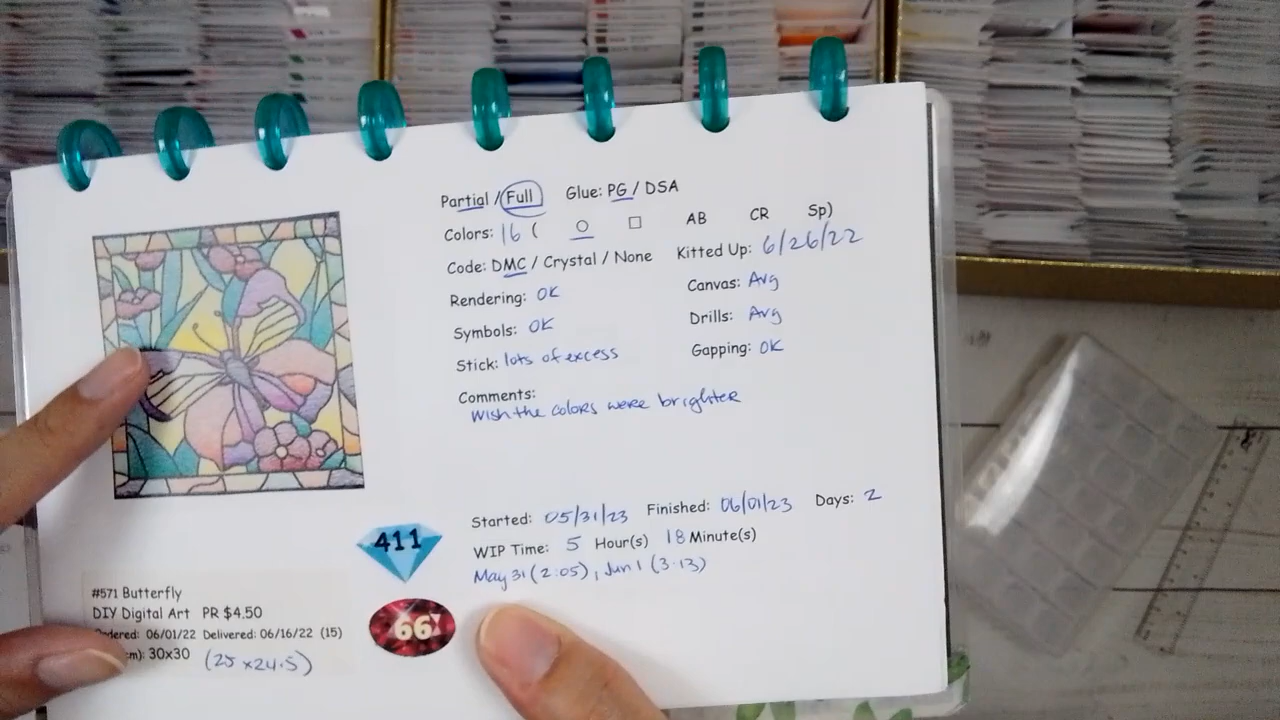 Partial / Full Glue: PG / DSA
Colors: 16 ( ○ □ AB CR Sp)
Code: DMC / Crystal / None Kitted Up: 6/26/22
Rendering: OK Canvas: Avg
Symbols: OK Drills: Avg
Stick: lots of excess Gapping: OK
Comments:
Wish the colors were brighter
Started: 05/31/23 Finished: 06/01/23 Days: 2
WIP Time: 5 Hour(s) 18 Minute(s)
May 31 (2:05), Jun 1 (3:13)
411
66
#571 Butterfly
DIY Digital Art PR $4.50
dered: 06/01/22 Delivered: 06/16/22 (15)
m): 30x30 (25 x24.5)